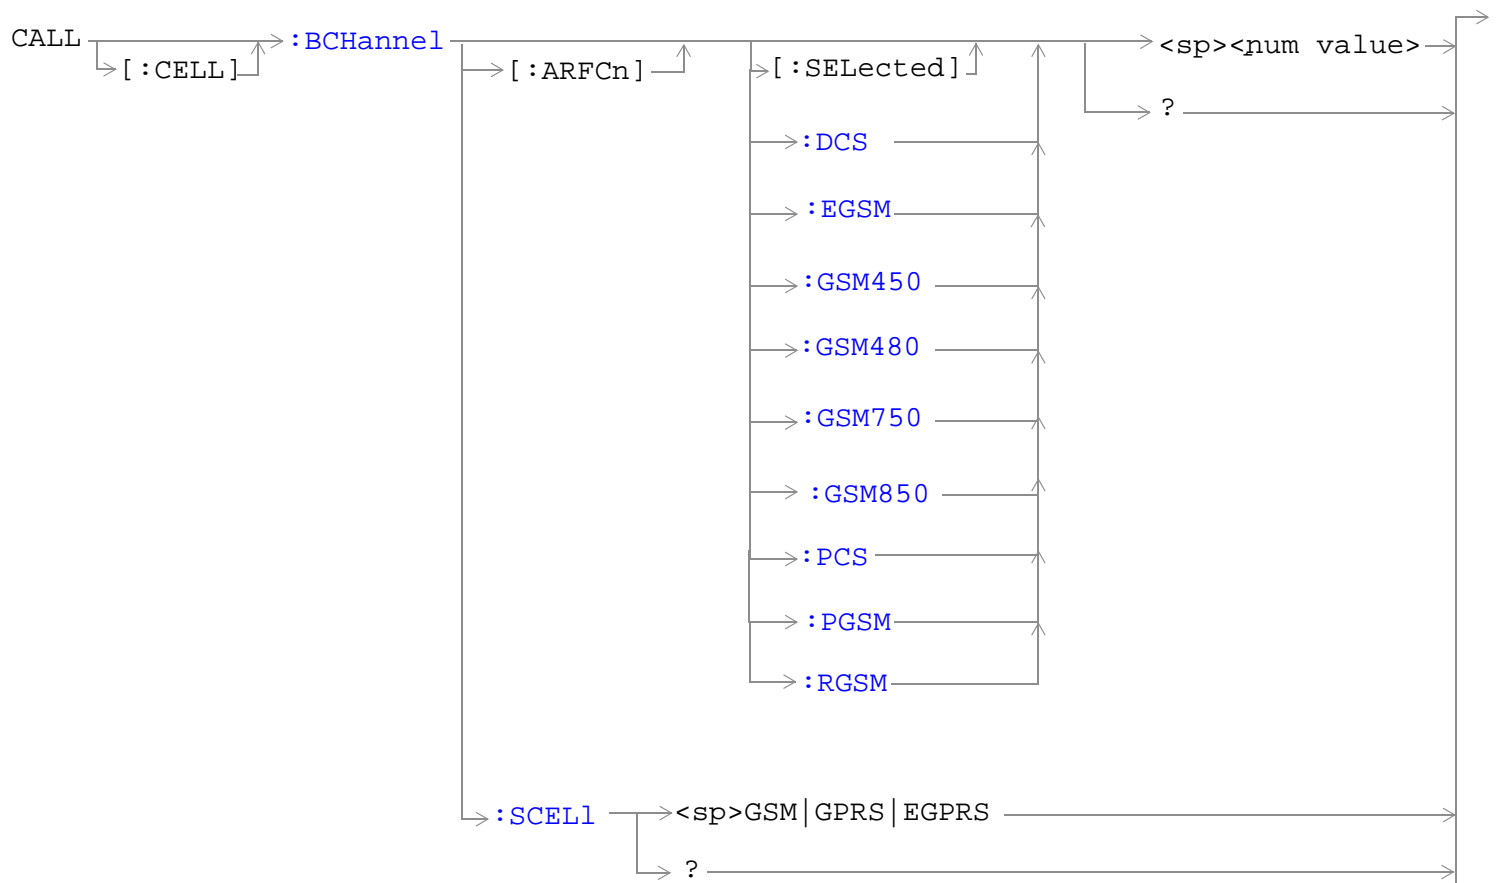 CALL
[:CELL]
:BCHannel
[:ARFCn]
[:SELected]
<sp><num value>
?
:DCS
:EGSM
:GSM450
:GSM480
:GSM750
:GSM850
:PCS
:PGSM
:RGSM
:SCELl
<sp>GSM|GPRS|EGPRS
?